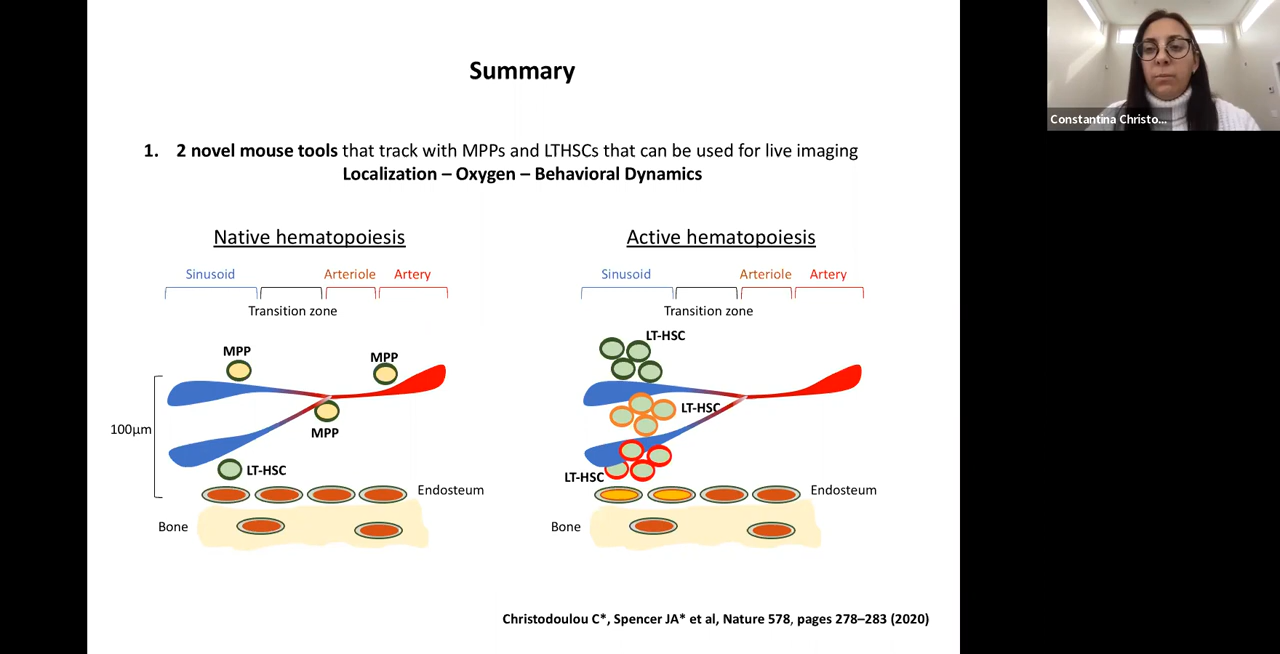 Summary
1. 2 novel mouse tools that track with MPPs and LTHSCs that can be used for live imaging
Localization – Oxygen – Behavioral Dynamics
Native hematopoiesis
Sinusoid
Arteriole
Artery
Transition zone
MPP
MPP
MPP
100µm
LT-HSC
Endosteum
Bone
Active hematopoiesis
Sinusoid
Arteriole
Artery
Transition zone
LT-HSC
LT-HSC
LT-HSC
Endosteum
Bone
Christodoulou C*, Spencer JA* et al, Nature 578, pages 278–283 (2020)
Constantina Christo...